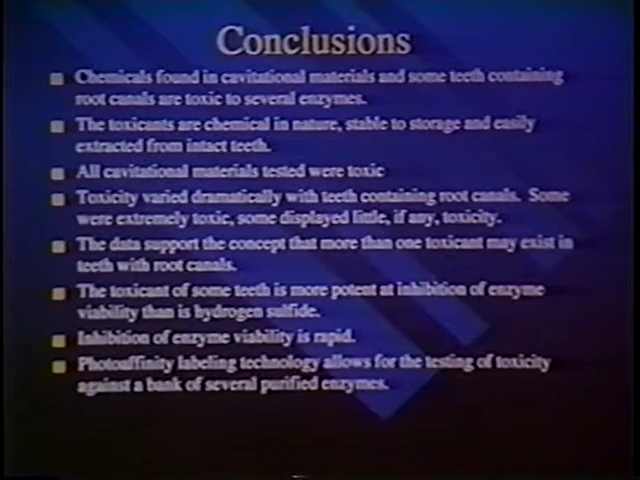 Conclusions
Chemicals found in cavitational materials and some teeth containing
root canals are toxic to several enzymes.
The toxicants are chemical in nature, stable to storage and easily
extracted from intact teeth.
All cavitational materials tested were toxic
Toxicity varied dramatically with teeth containing root canals. Some
were extremely toxic, some displayed little, if any, toxicity.
The data support the concept that more than one toxicant may exist in
teeth with root canals.
The toxicant of some teeth is more potent at inhibition of enzyme
viability than is hydrogen sulfide.
Inhibition of enzyme viability is rapid.
Photoaffinity labeling technology allows for the testing of toxicity
against a bank of several purified enzymes.